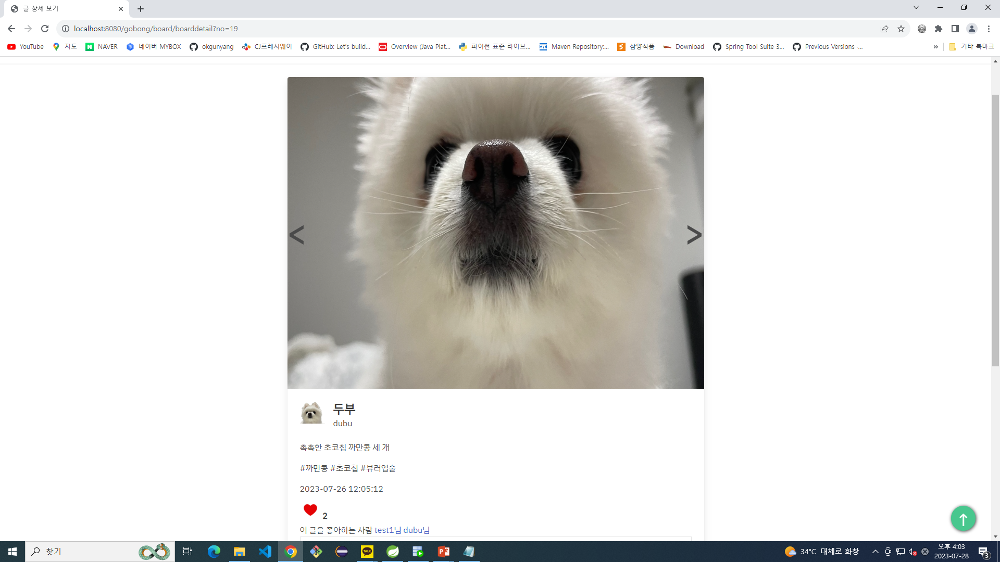 글 상세 보기
localhost:8080/gobong/board/boarddetail?no=19
YouTube 지도 NAVER 네이버 MYBOX okgunyang CJ프레시웨이 GitHub: Let's build... Overview (Java Plat... 파이썬 표준 라이브... Maven Repository:... 삼양식품 Download Spring Tool Suite 3... Previous Versions ·... » 기타 북마크
< >
두부
dubu
촉촉한 초코칩 까만콩 세 개
#까만콩 #초코칩 #뷰러입술
2023-07-26 12:05:12
2
이 글을 좋아하는 사람 test1님 dubu님
찾기
TALK
34°C 대체로 화창
오후 4:03
2023-07-28
3